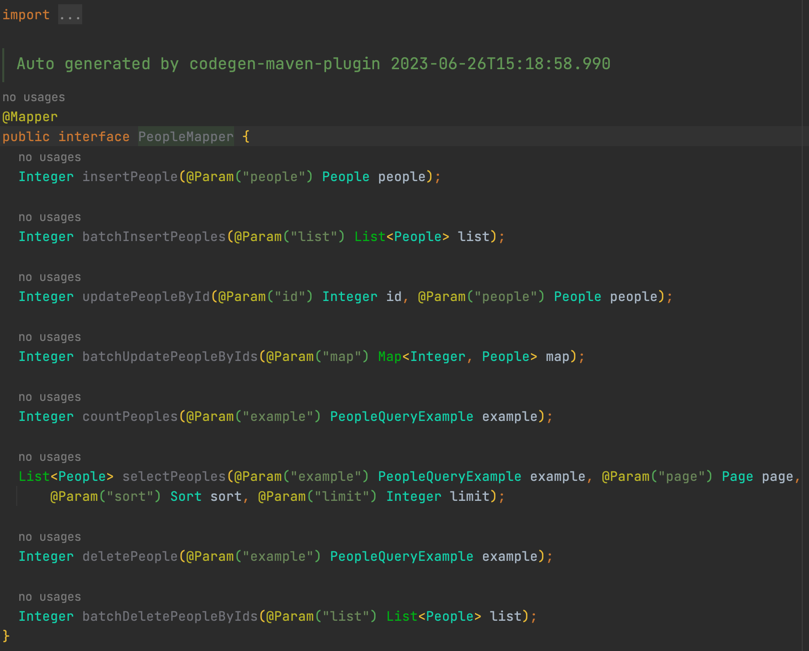 import ...
Auto generated by codegen-maven-plugin 2023-06-26T15:18:58.990
no usages
@Mapper
public interface PeopleMapper {
no usages
Integer insertPeople(@Param("people") People people);
no usages
Integer batchInsertPeoples(@Param("list") List<People> list);
no usages
Integer updatePeopleById(@Param("id") Integer id, @Param("people") People people);
no usages
Integer batchUpdatePeopleByIds(@Param("map") Map<Integer, People> map);
no usages
Integer countPeoples(@Param("example") PeopleQueryExample example);
no usages
List<People> selectPeoples(@Param("example") PeopleQueryExample example, @Param("page") Page page,
@Param("sort") Sort sort, @Param("limit") Integer limit);
no usages
Integer deletePeople(@Param("example") PeopleQueryExample example);
no usages
Integer batchDeletePeopleByIds(@Param("list") List<People> list);
}